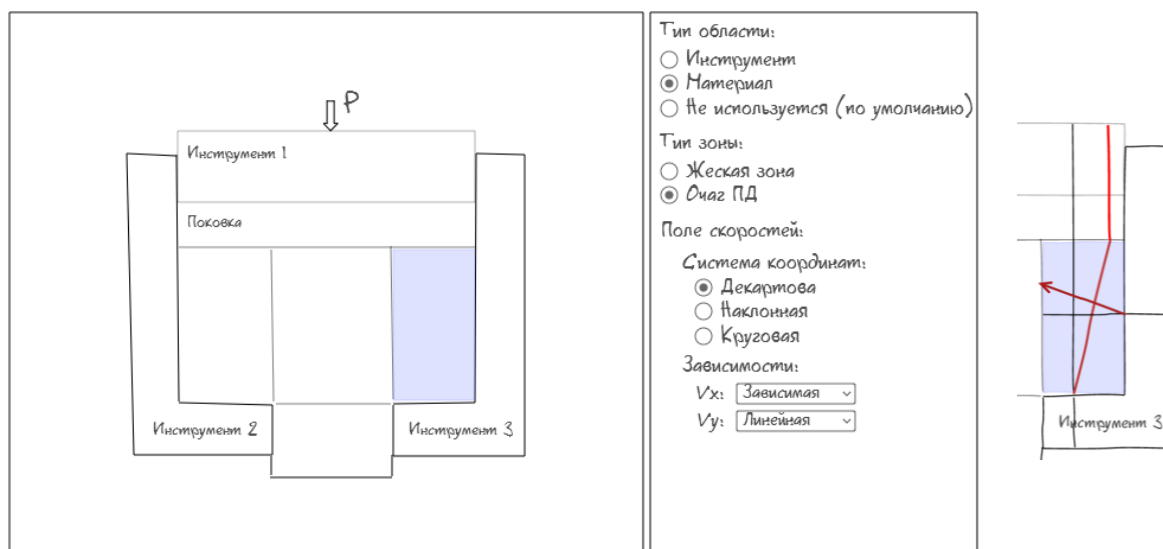 P
Инструмент 1
Поковка
Инструмент 2
Инструмент 3
Тип области:
Инструмент
Материал
Не используется (по умолчанию)
Тип зоны:
Жеская зона
Очаг ПД
Поле скоростей:
Система координат:
Декартова
Наклонная
Круговая
Зависимости:
Vx: Зависимая
Vy: Линейная
Инструмент 3